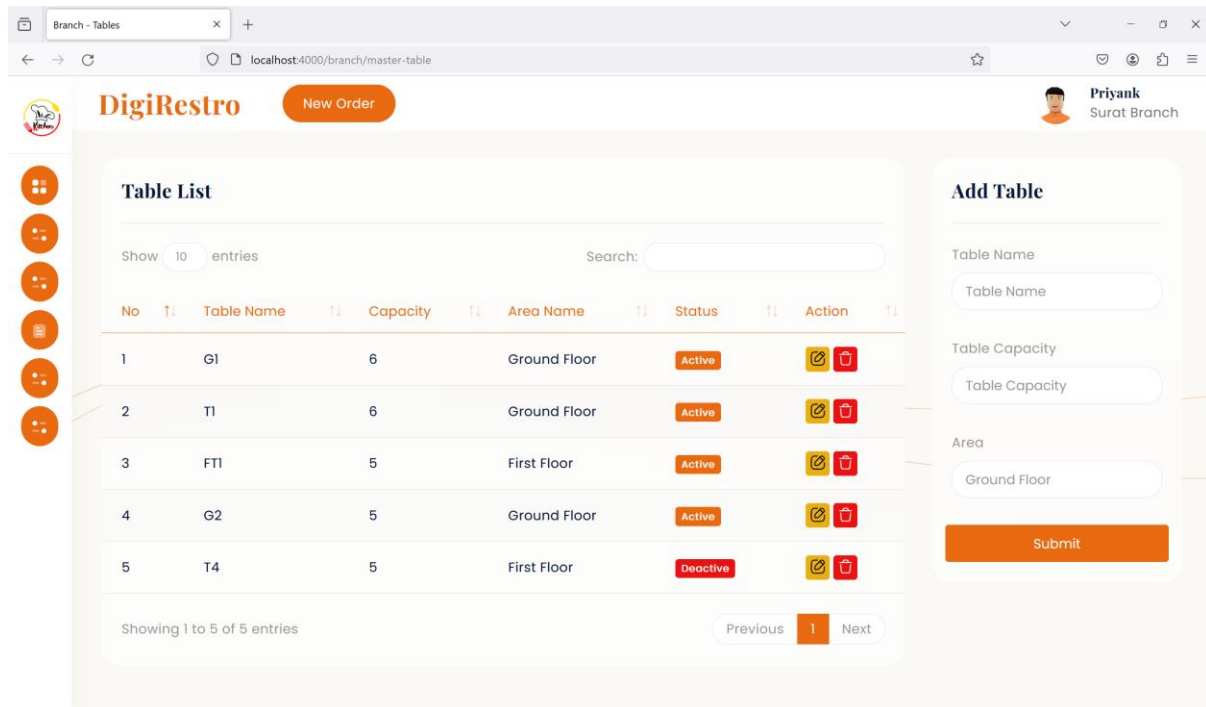 Branch - Tables
localhost:4000/branch/master-table
Kitchen
DigiRestro
New Order
Priyank
Surat Branch
Table List
Show 10 entries
Search:
No Table Name Capacity Area Name Status Action
1 G1 6 Ground Floor Active
2 T1 6 Ground Floor Active
3 FT1 5 First Floor Active
4 G2 5 Ground Floor Active
5 T4 5 First Floor Deactive
Showing 1 to 5 of 5 entries
Previous 1 Next
Add Table
Table Name
Table Name
Table Capacity
Table Capacity
Area
Ground Floor
Submit